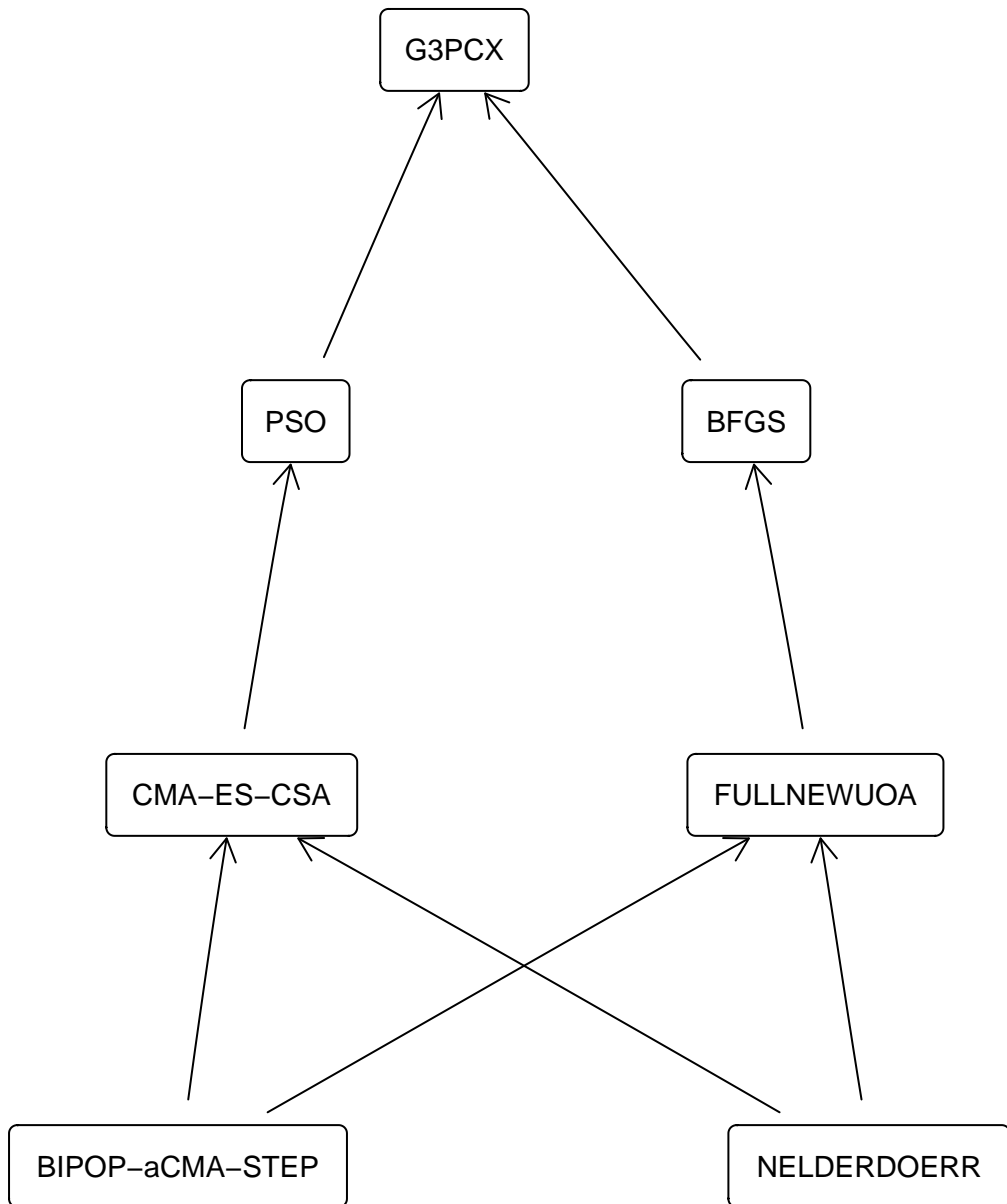 G3PCX
PSO
BFGS
CMA−ES−CSA
FULLNEWUOA
BIPOP−aCMA−STEP
NELDERDOERR